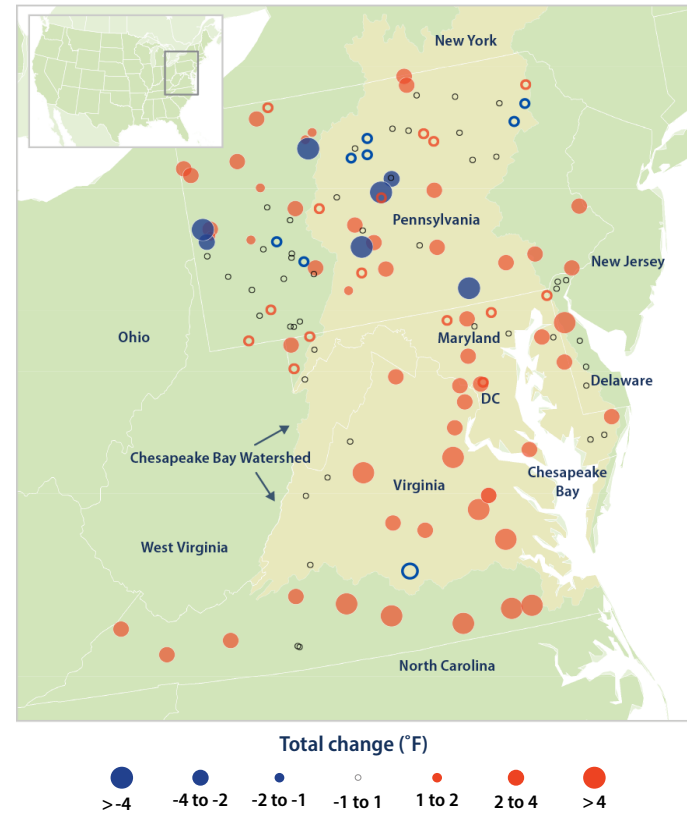 New York
Pennsylvania
New Jersey
Ohio
Maryland
Delaware
DC
Chesapeake Bay Watershed
Chesapeake
Bay
Virginia
West Virginia
North Carolina
Total change (˚F)
>-4
-4 to -2
-2 to -1
-1 to 1
1 to 2
2 to 4
>4